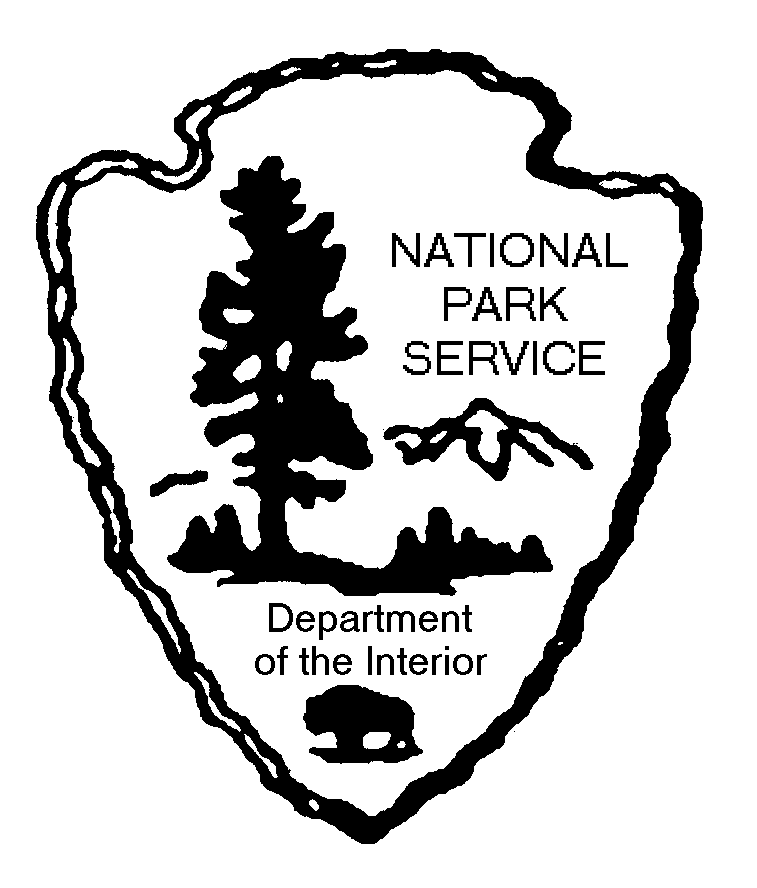 NATIONAL
PARK
SERVICE
Department
of the Interior